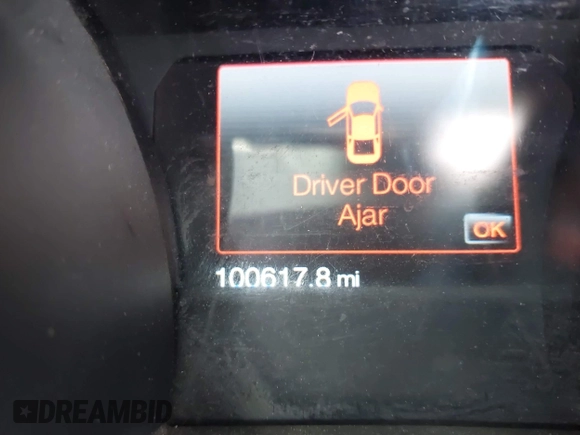 Driver Door
Ajar
OK
100617.8 mi
DREAMBID